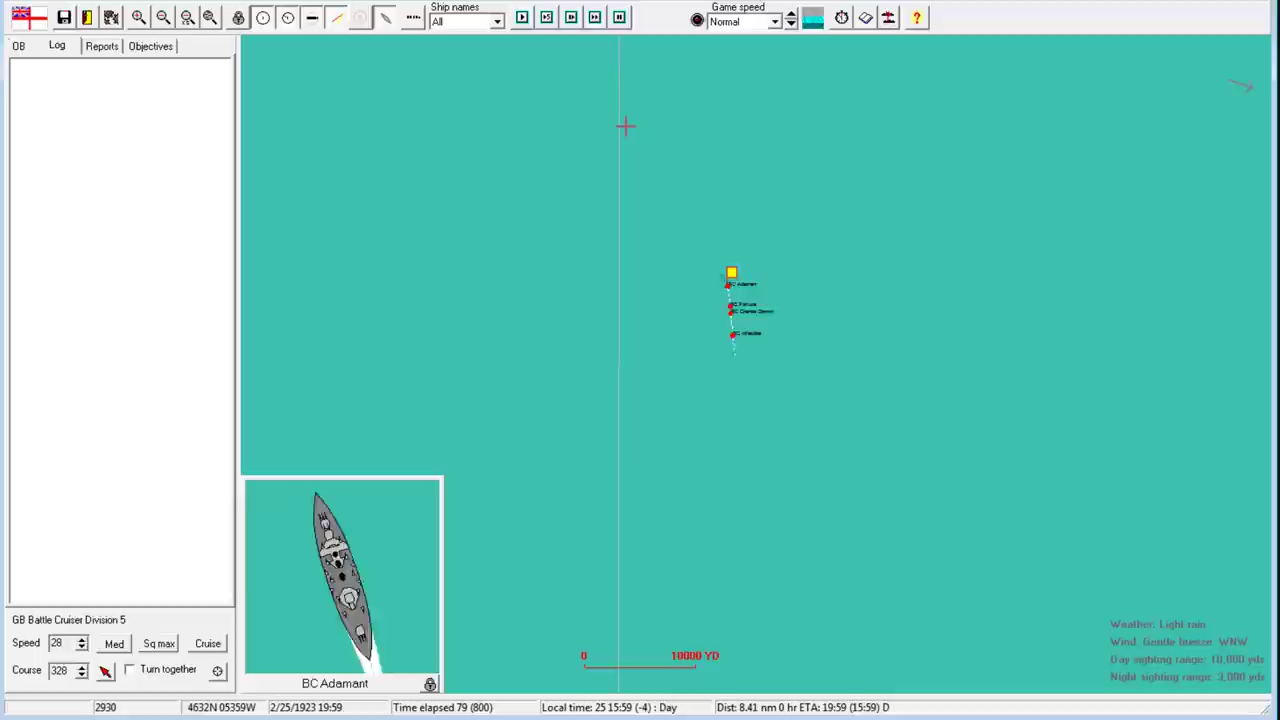 Ship names
All
Game speed
Normal
OB
Log
Reports
Objectives
BC Adamant
GB Battle Cruiser Division 5
Speed 28 Med Sq max Cruise
Course 328 Turn together
BC Adamant
0 10000 YD
Weather: Light rain
Wind: Gentle breeze: WNW
Day sighting range: 10,000 yds
Night sighting range: 3,000 yds
2930 4632N 05359W 2/25/1923 19:59 Time elapsed 79 (800) Local time: 25 15:59 (-4) : Day Dist: 8.41 nm 0 hr ETA: 19:59 (15:59) D